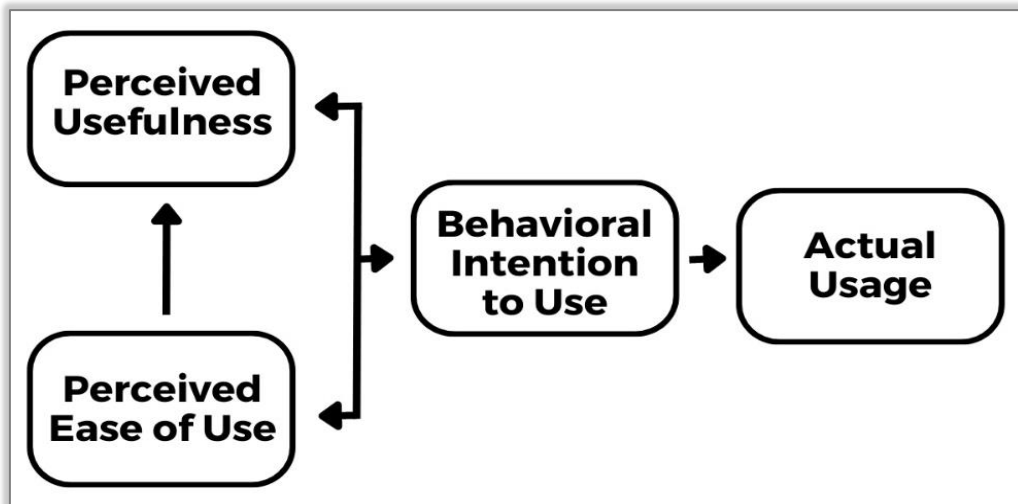 Perceived
Usefulness
Behavioral
Intention
to Use
Actual
Usage
Perceived
Ease of Use